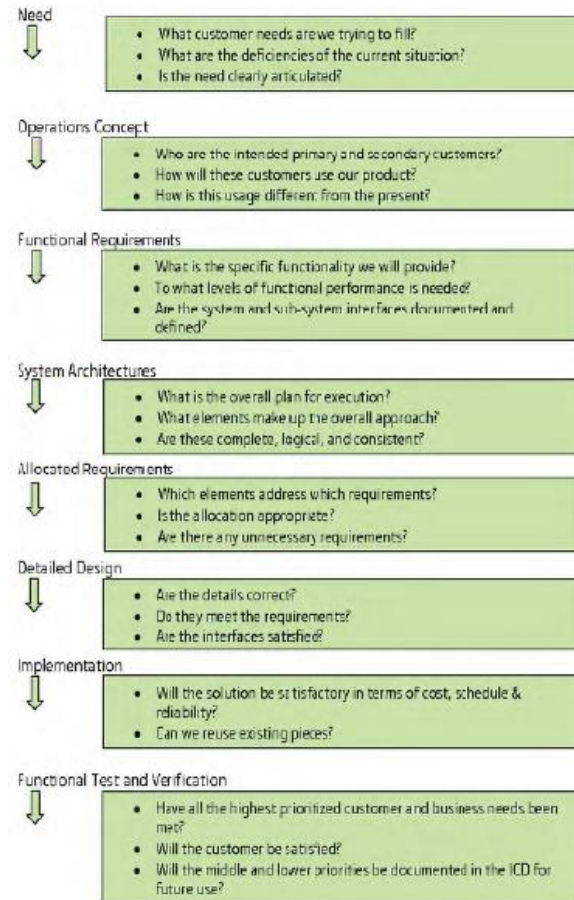 Need
• What customer needs are we trying to fill?
• What are the deficiencies of the current situation?
• Is the need clearly articulated?
Operations Concept
• Who are the intended primary and secondary customers?
• How will these customers use our product?
• How is this usage different from the present?
Functional Requirements
• What is the specific functionality we will provide?
• To what levels of functional performance is needed?
• Are the system and sub-system interfaces documented and
defined?
System Architectures
• What is the overall plan for execution?
• What elements make up the overall approach?
• Are these complete, logical, and consistent?
Allocated Requirements
• Which elements address which requirements?
• Is the allocation appropriate?
• Are there any unnecessary requirements?
Detailed Design
• Are the details correct?
• Do they meet the requirements?
• Are the interfaces satisfied?
Implementation
• Will the solution be satisfactory in terms of cost, schedule &
reliability?
• Can we reuse existing pieces?
Functional Test and Verification
• Have all the highest prioritized customer and business needs been
met?
• Will the customer be satisfied?
• Will the middle and lower priorities be documented in the ICD for
future use?